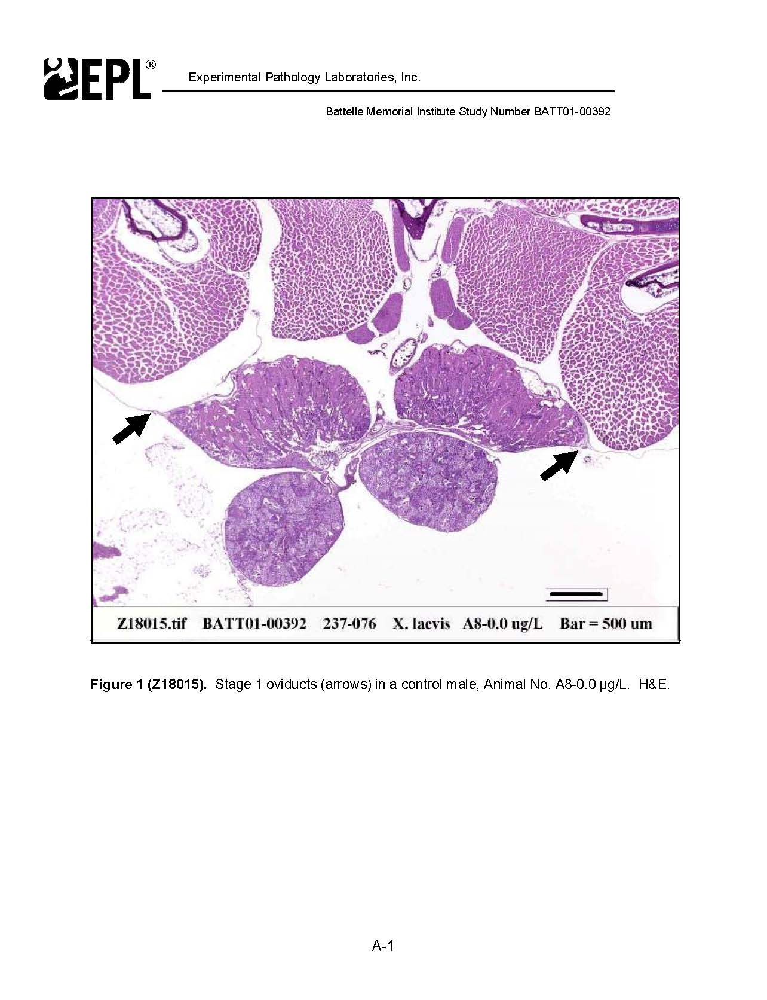 EPL®
Experimental Pathology Laboratories, Inc.
Battelle Memorial Institute Study Number BATT01-00392
Z18015.tif BATT01-00392 237-076 X. laevis A8-0.0 ug/L Bar = 500 um
Figure 1 (Z18015). Stage 1 oviducts (arrows) in a control male, Animal No. A8-0.0 µg/L. H&E.
A-1